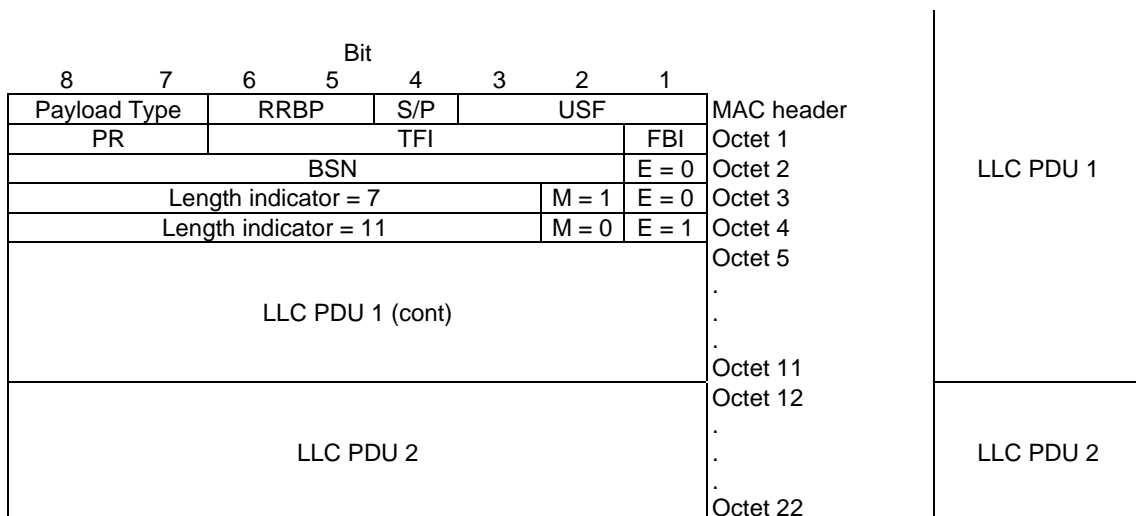 Bit
8 7 6 5 4 3 2 1
Payload Type RRBP S/P USF MAC header
PR TFI FBI Octet 1
BSN E = 0 Octet 2 LLC PDU 1
Length indicator = 7 M = 1 E = 0 Octet 3
Length indicator = 11 M = 0 E = 1 Octet 4
Octet 5
.
LLC PDU 1 (cont) .
.
Octet 11
Octet 12
.
LLC PDU 2 . LLC PDU 2
.
Octet 22